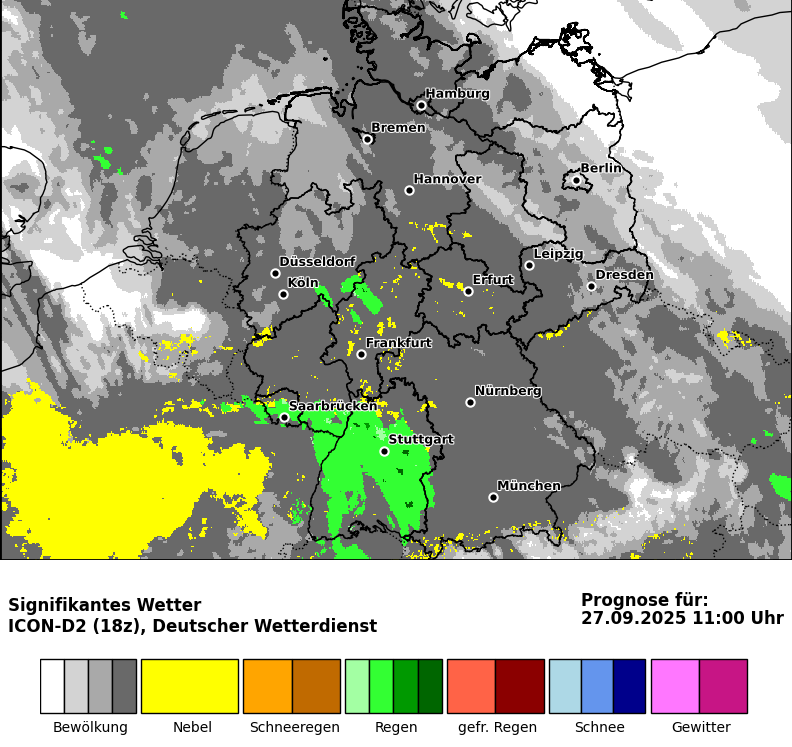 Hamburg
Bremen
Berlin
Hannover
Düsseldorf
Leipzig
Köln
Erfurt
Dresden
Frankfurt
Nürnberg
Saarbrücken
Stuttgart
München
Signifikantes Wetter
ICON-D2 (18z), Deutscher Wetterdienst
Prognose für:
27.09.2025 11:00 Uhr
Bewölkung
Nebel
Schneeregen
Regen
gefr. Regen
Schnee
Gewitter